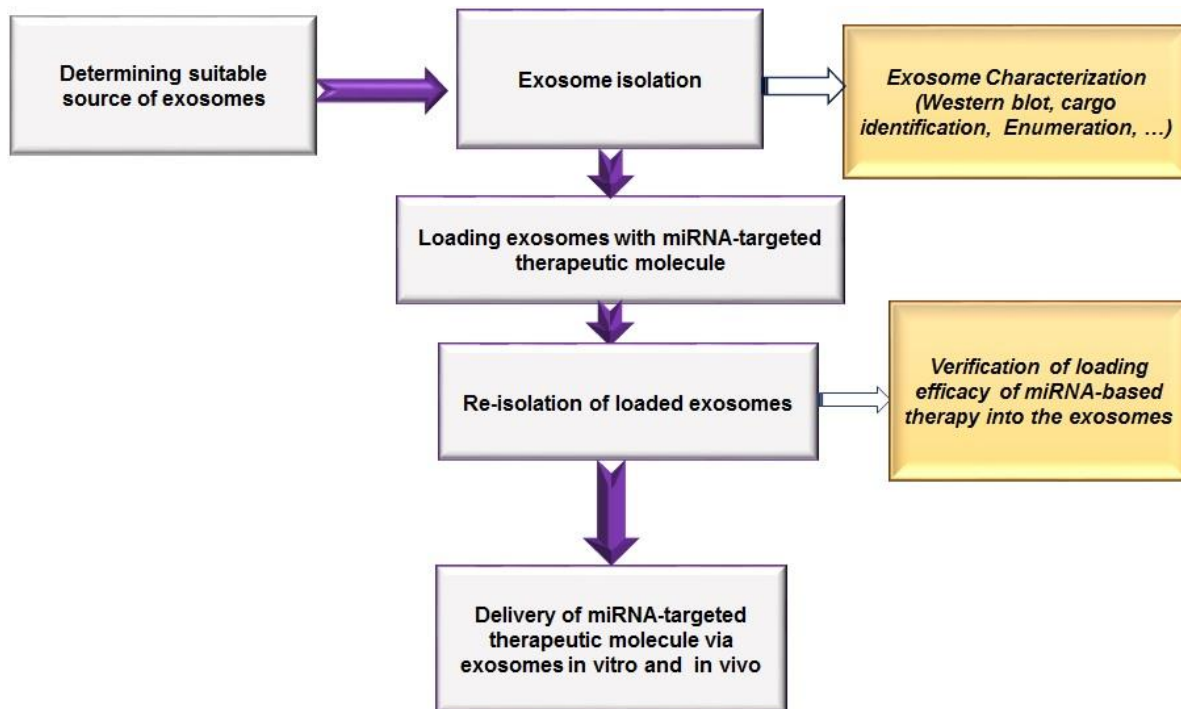 Determining suitable
source of exosomes
Exosome isolation
Exosome Characterization
(Western blot, cargo
identification, Enumeration, ...)
Loading exosomes with miRNA-targeted
therapeutic molecule
Re-isolation of loaded exosomes
Verification of loading
efficacy of miRNA-based
therapy into the exosomes
Delivery of miRNA-targeted
therapeutic molecule via
exosomes in vitro and in vivo